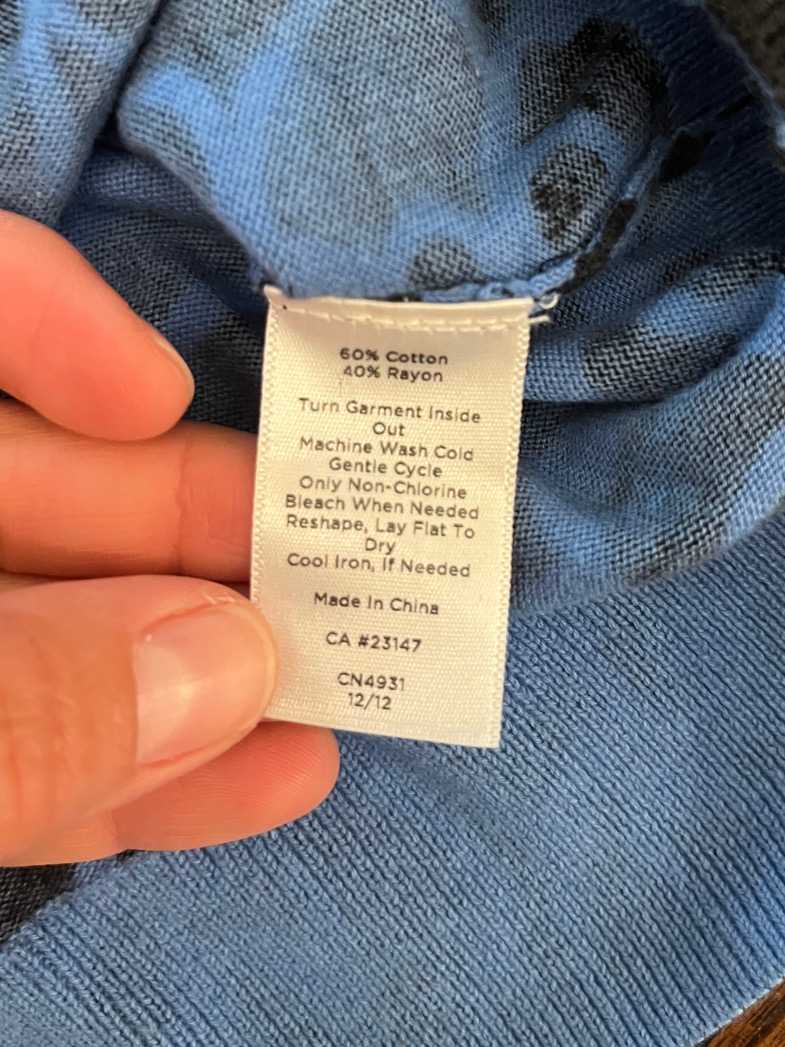 60% Cotton
40% Rayon
Turn Garment Inside
Out
Machine Wash Cold
Gentle Cycle
Only Non-Chlorine
Bleach When Needed
Reshape, Lay Flat To
Dry
Cool Iron, If Needed
Made In China
CA #23147
CN4931
12/12